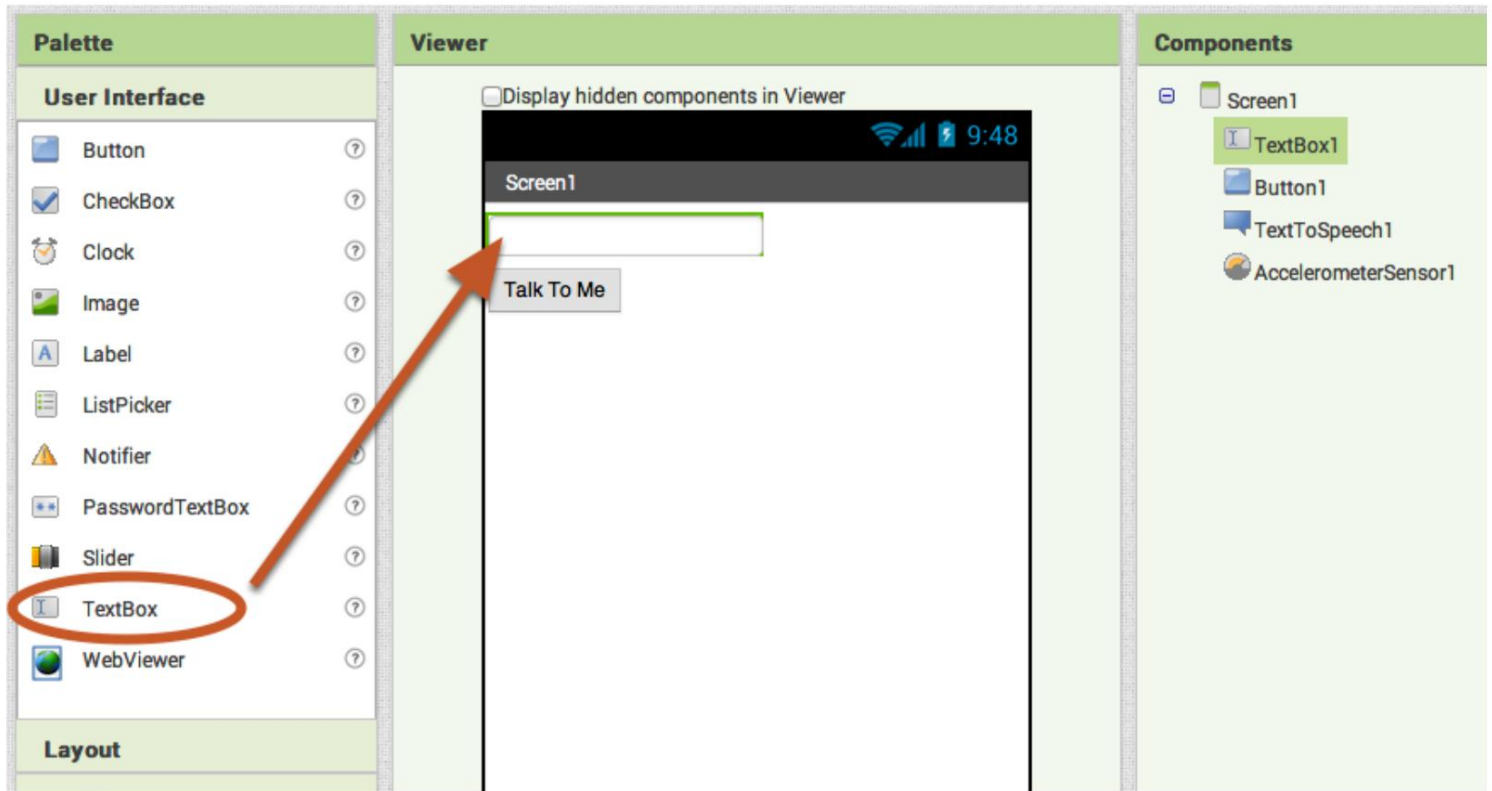 Palette
User Interface
Button
CheckBox
Clock
Image
Label
ListPicker
Notifier
PasswordTextBox
Slider
TextBox
WebViewer
Layout
Viewer
Display hidden components in Viewer
9:48
Screen1
Talk To Me
Components
Screen1
TextBox1
Button1
TextToSpeech1
AccelerometerSensor1